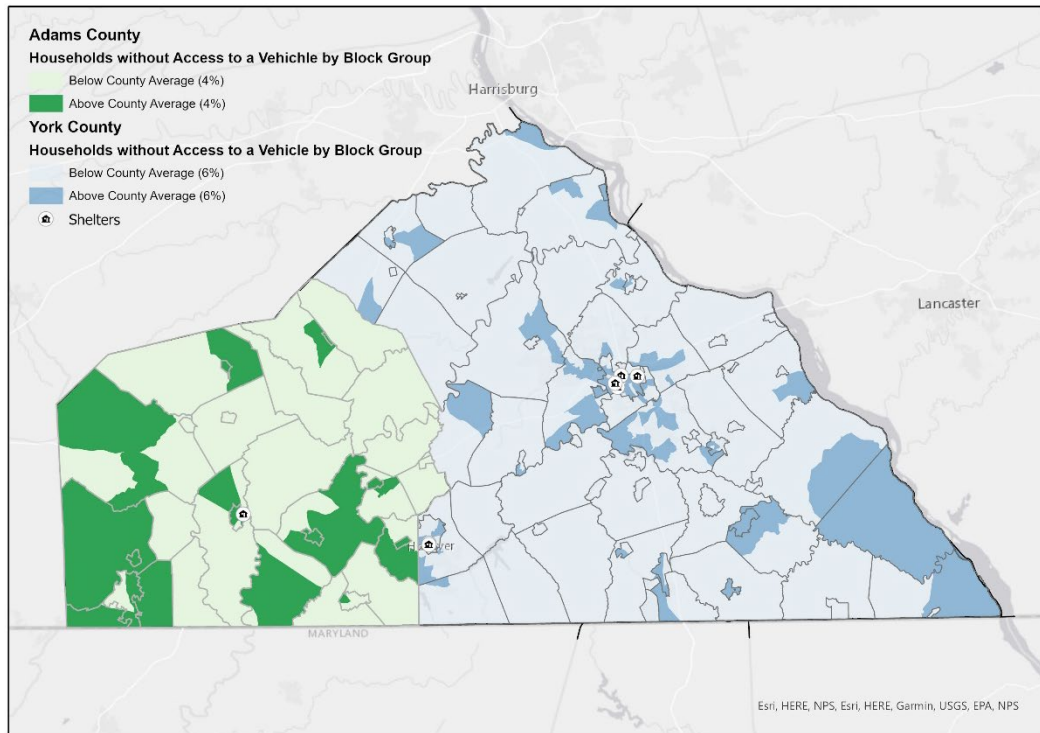 Adams County
Households without Access to a Vehichle by Block Group
Below County Average (4%)
Above County Average (4%)
York County
Households without Access to a Vehicle by Block Group
Below County Average (6%)
Above County Average (6%)
Shelters
Harrisburg
Lancaster
MARYLAND
Esri, HERE, NPS, Esri, HERE, Garmin, USGS, EPA, NPS